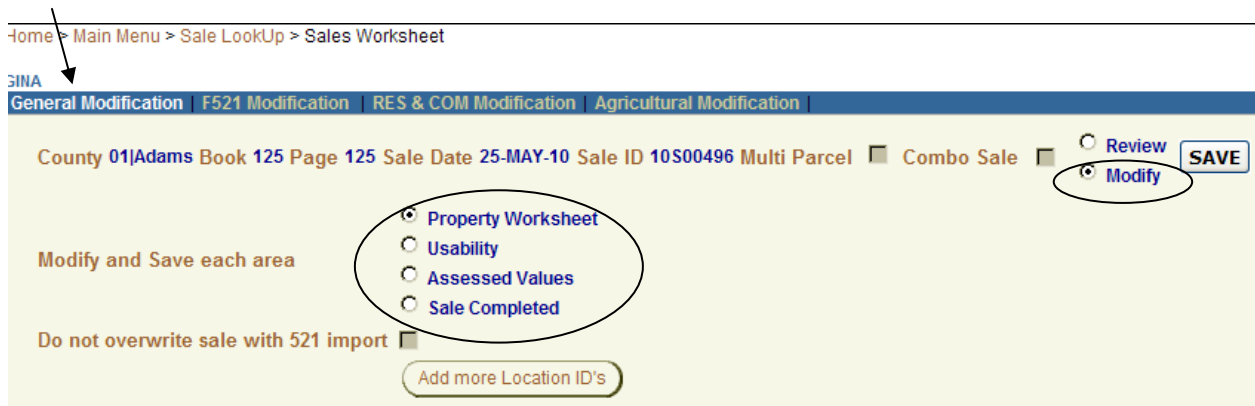 Home > Main Menu > Sale LookUp > Sales Worksheet
GINA
General Modification | F521 Modification | RES & COM Modification | Agricultural Modification |
County 01|Adams Book 125 Page 125 Sale Date 25-MAY-10 Sale ID 10S00496 Multi Parcel Combo Sale Review SAVE
Modify
Property Worksheet
Usability
Modify and Save each area
Assessed Values
Sale Completed
Do not overwrite sale with 521 import
Add more Location ID's